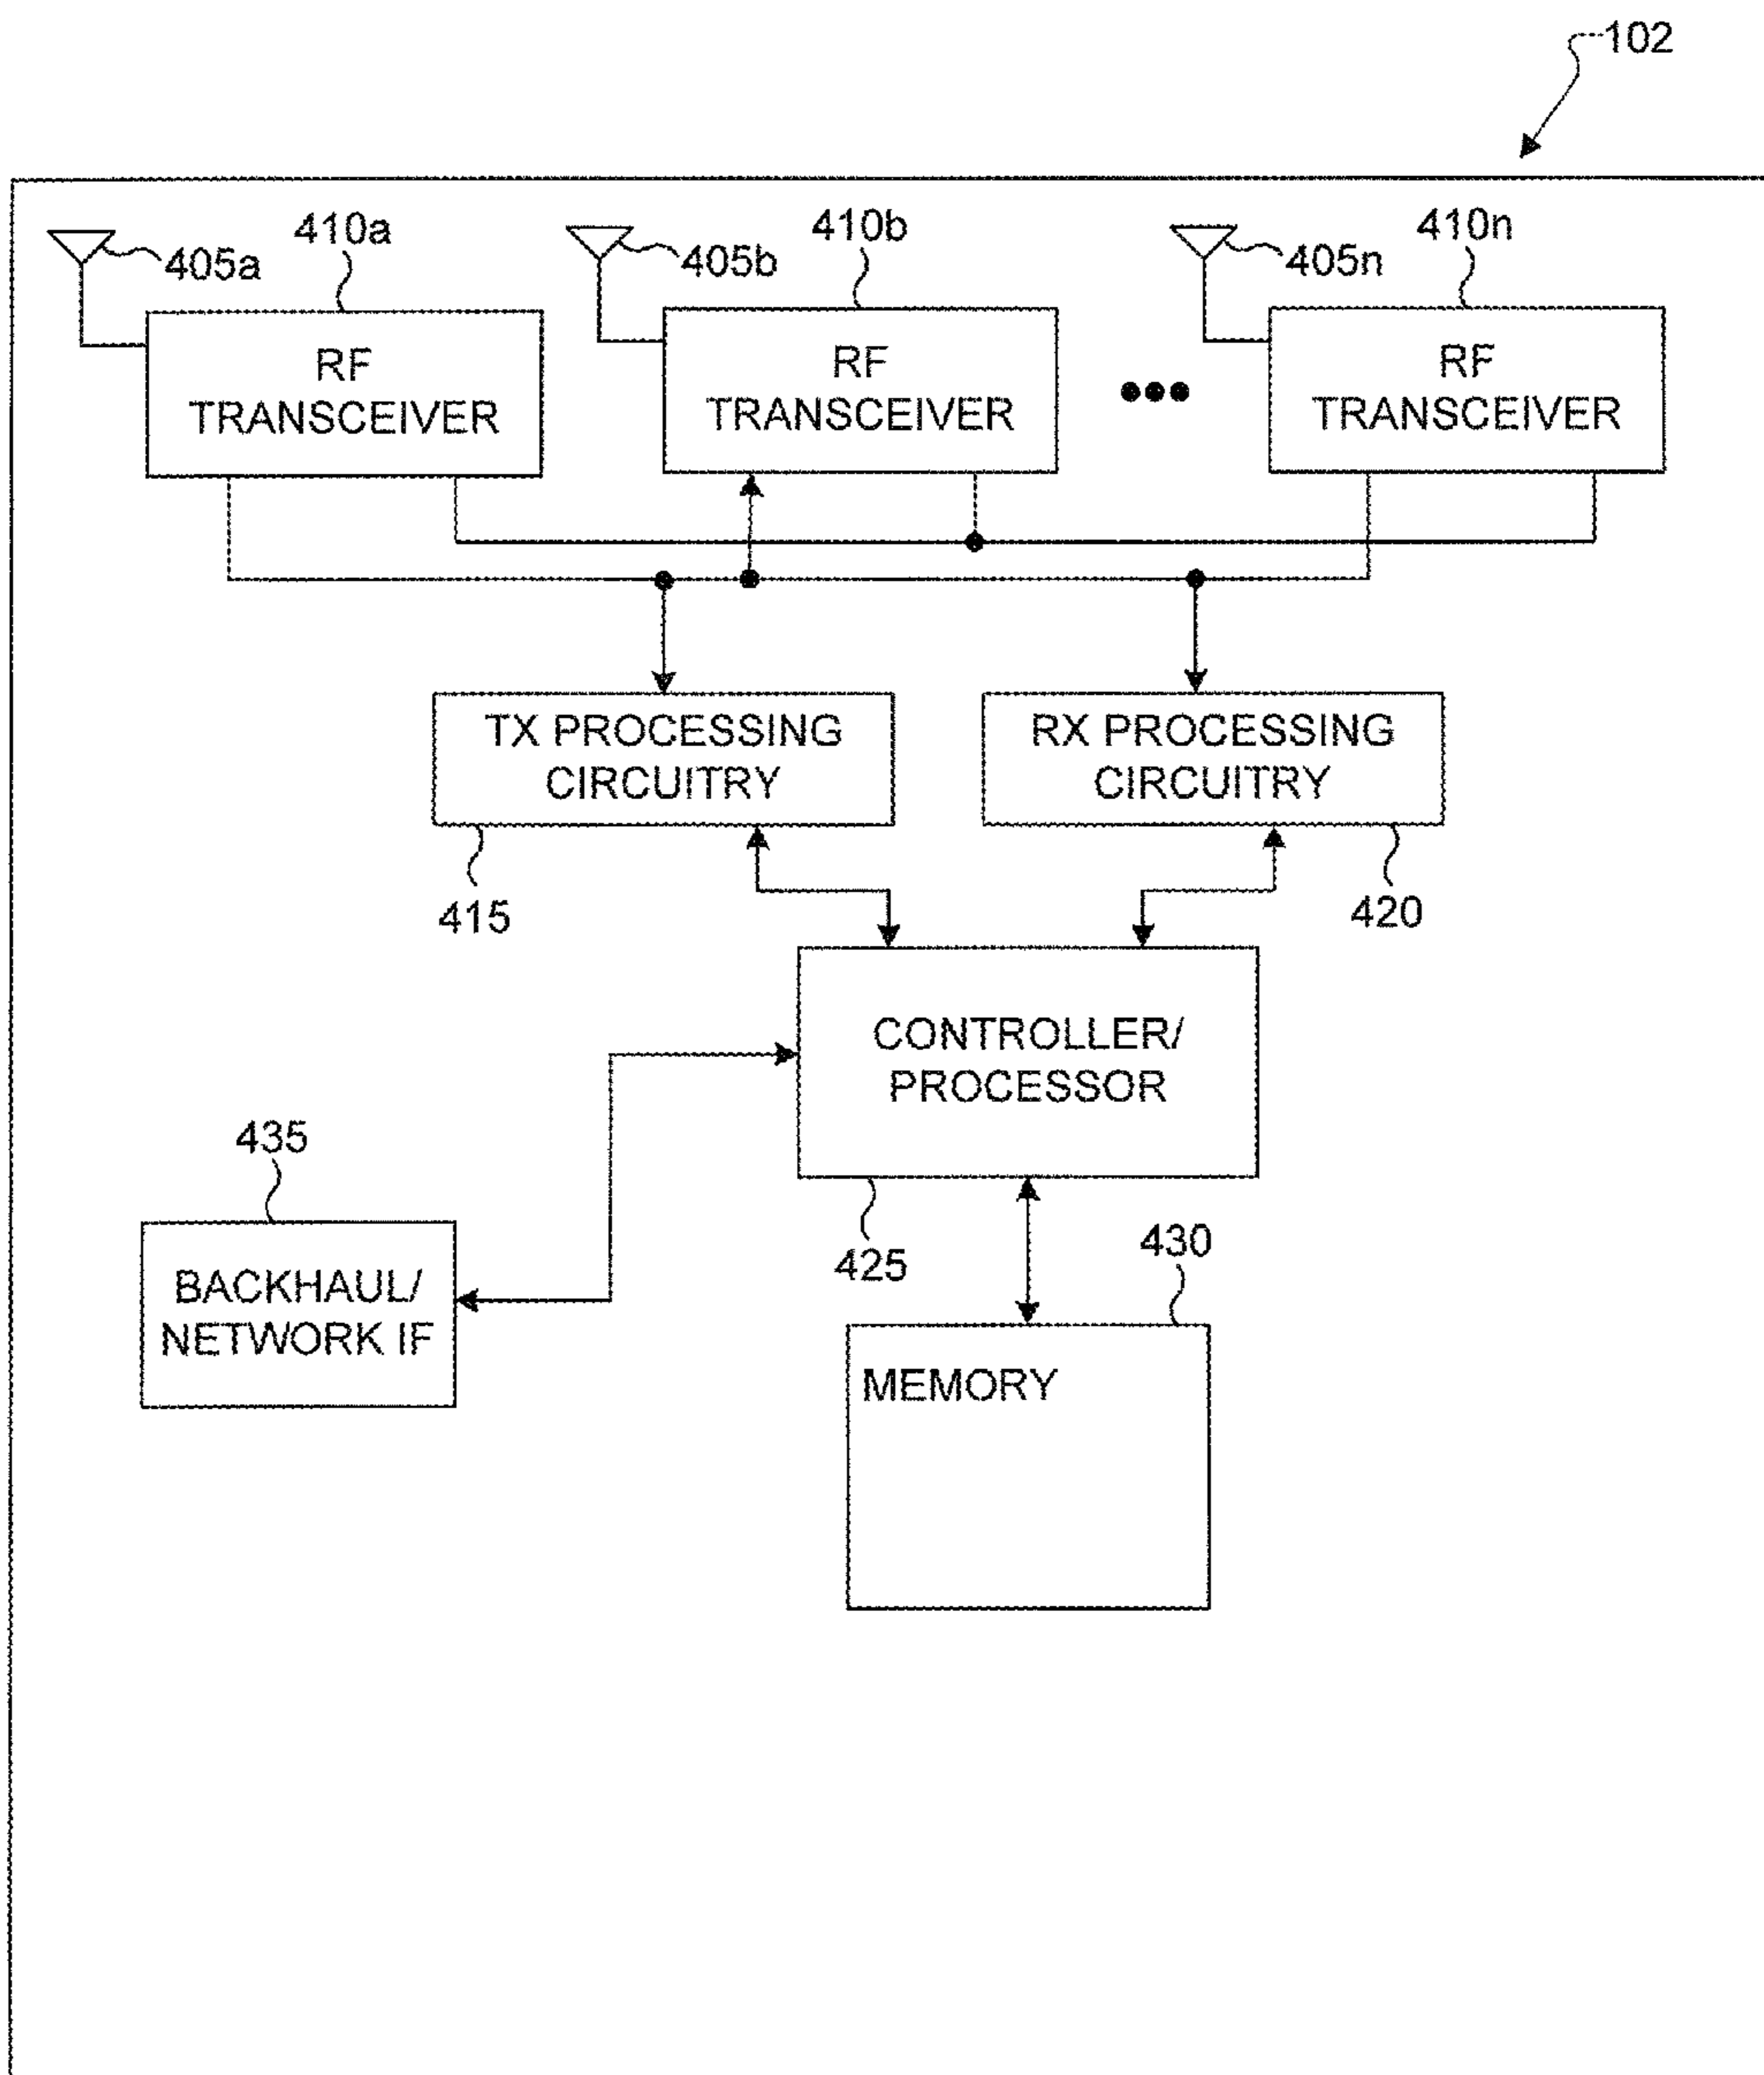 102
410a
410b
410n
405a
405b
405n
RF
TRANSCEIVER
RF
TRANSCEIVER
RF
TRANSCEIVER
TX PROCESSING
CIRCUITRY
RX PROCESSING
CIRCUITRY
415
420
CONTROLLER/
PROCESSOR
435
425
430
BACKHAUL/
NETWORK IF
MEMORY